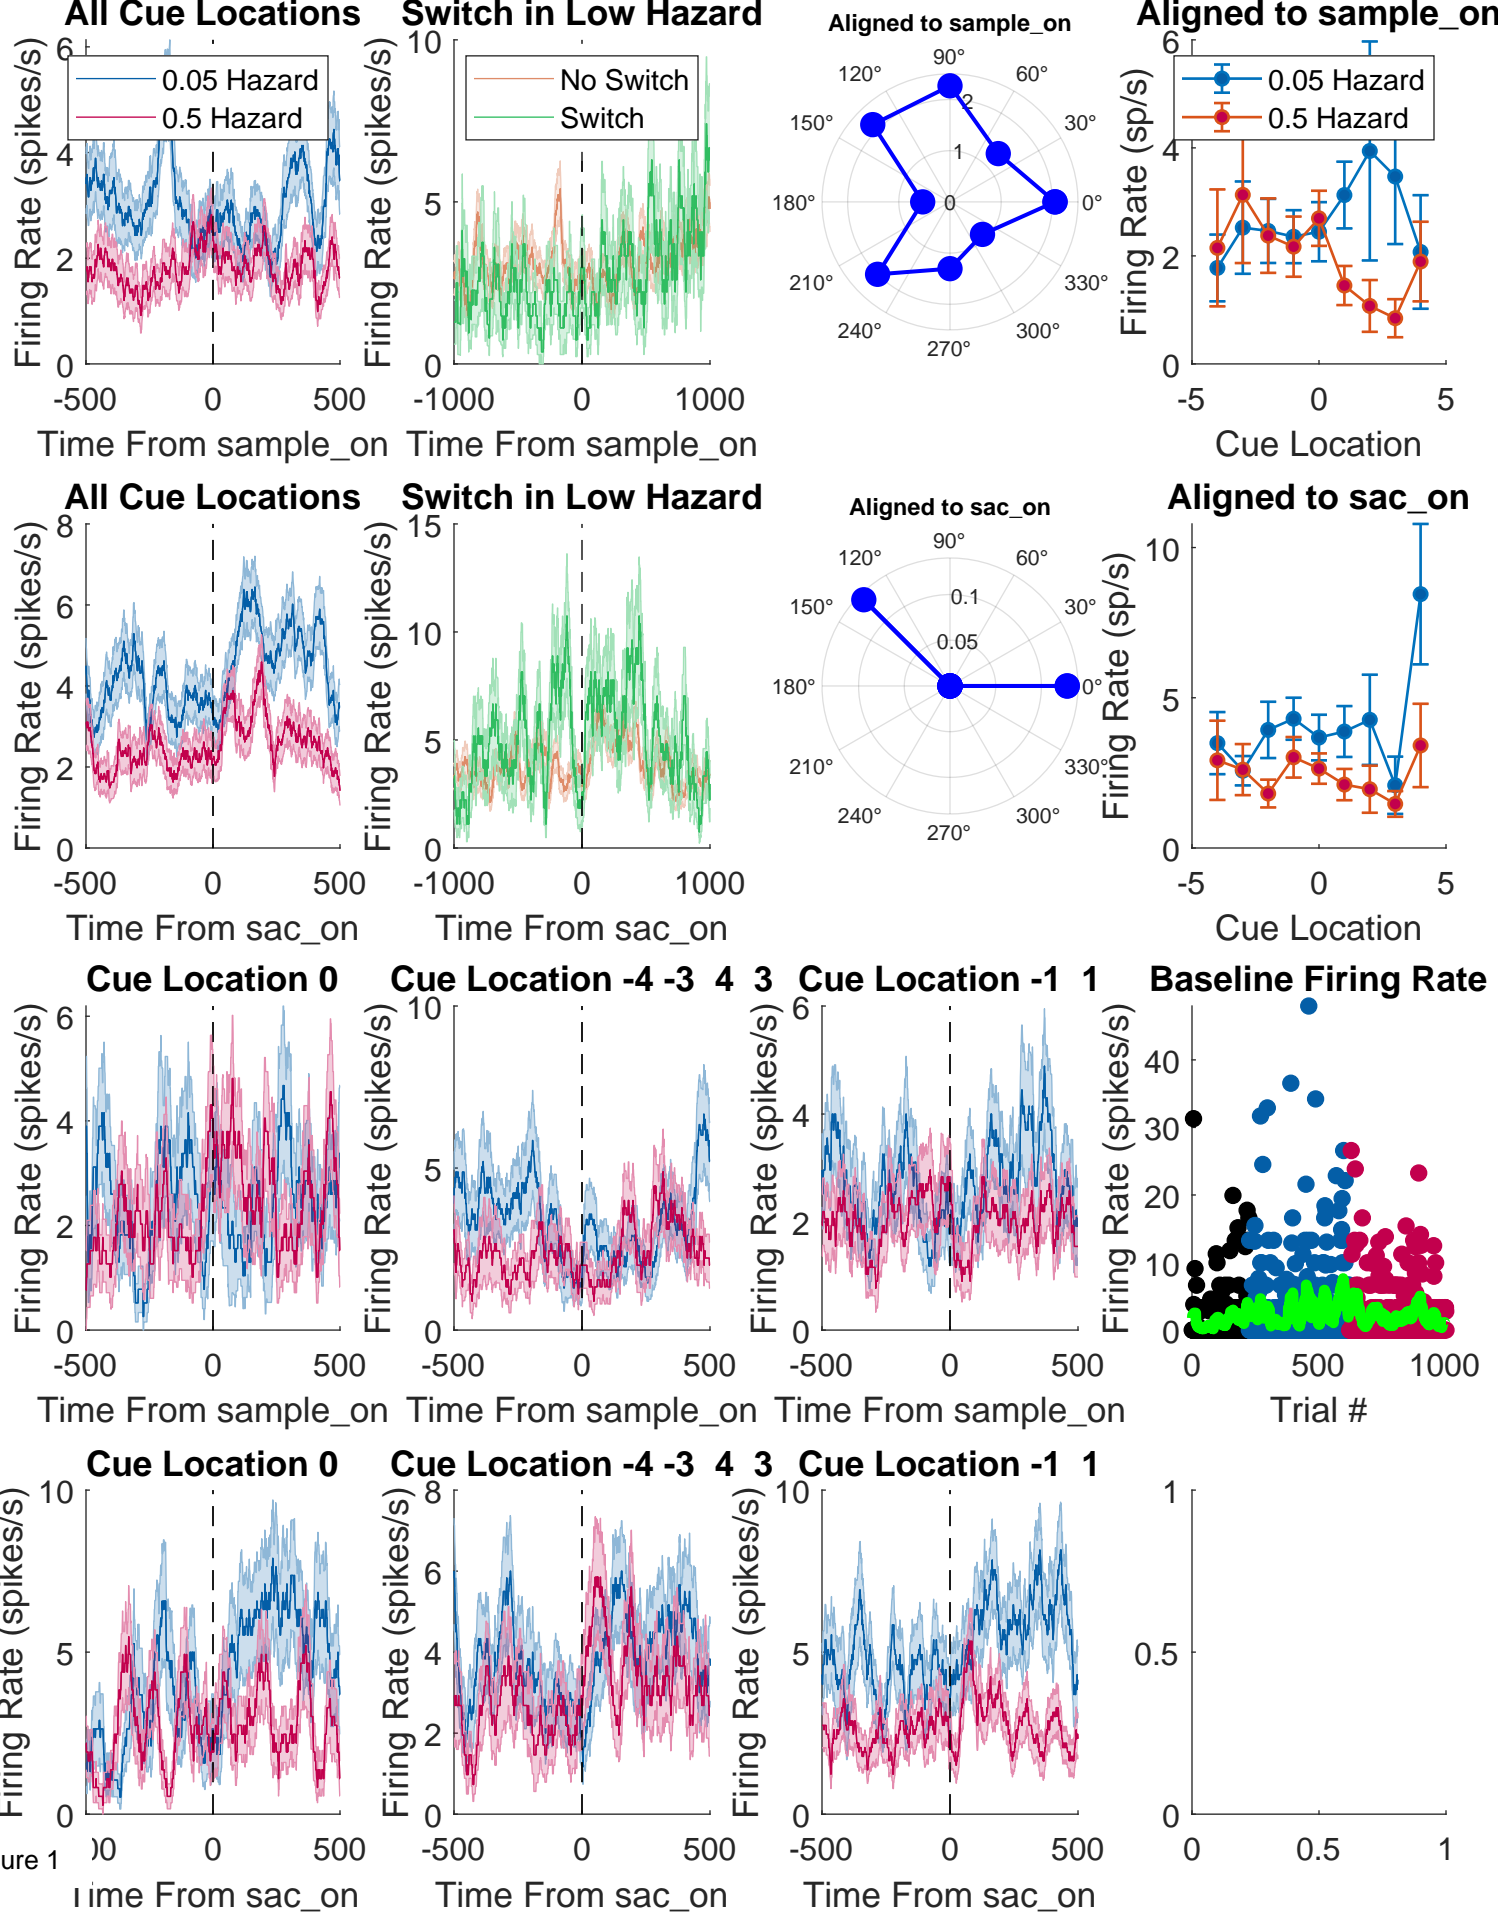 All Cue Locations
Firing Rate (spikes/s)
6
4
2
0
0.05 Hazard
0.5 Hazard
-500
0
500
Time From sample_on
Switch in Low Hazard
Firing Rate (spikes/s)
10
5
0
No Switch
Switch
-1000
0
1000
Time From sample_on
Aligned to sample_on
90°
120°
60°
150°
30°
180°
0°
210°
330°
240°
300°
270°
2
1
0
Aligned to sample_on
Firing Rate (sp/s)
6
4
2
0
0.05 Hazard
0.5 Hazard
-5
0
5
Cue Location
All Cue Locations
Firing Rate (spikes/s)
8
6
4
2
0
-500
0
500
Time From sac_on
Switch in Low Hazard
Firing Rate (spikes/s)
15
10
5
0
-1000
0
1000
Time From sac_on
Aligned to sac_on
90°
120°
60°
150°
30°
180°
0°
210°
330°
240°
300°
270°
0.1
0.05
Aligned to sac_on
Firing Rate (sp/s)
10
5
0
-5
0
5
Cue Location
Cue Location 0
Firing Rate (spikes/s)
6
4
2
0
-500
0
500
Time From sample_on
Cue Location -4 -3 4 3
Firing Rate (spikes/s)
10
5
0
-500
0
500
Time From sample_on
Cue Location -1 1
Firing Rate (spikes/s)
6
4
2
0
-500
0
500
Time From sample_on
Baseline Firing Rate
Firing Rate (spikes/s)
40
30
20
10
0
0
500
1000
Trial #
Cue Location 0
Firing Rate (spikes/s)
10
5
0
00
0
500
Time From sac_on
Cue Location -4 -3 4 3
Firing Rate (spikes/s)
8
6
4
2
0
-500
0
500
Time From sac_on
Cue Location -1 1
Firing Rate (spikes/s)
10
5
0
-500
0
500
Time From sac_on
1
0.5
0
0
0.5
1
ure 1